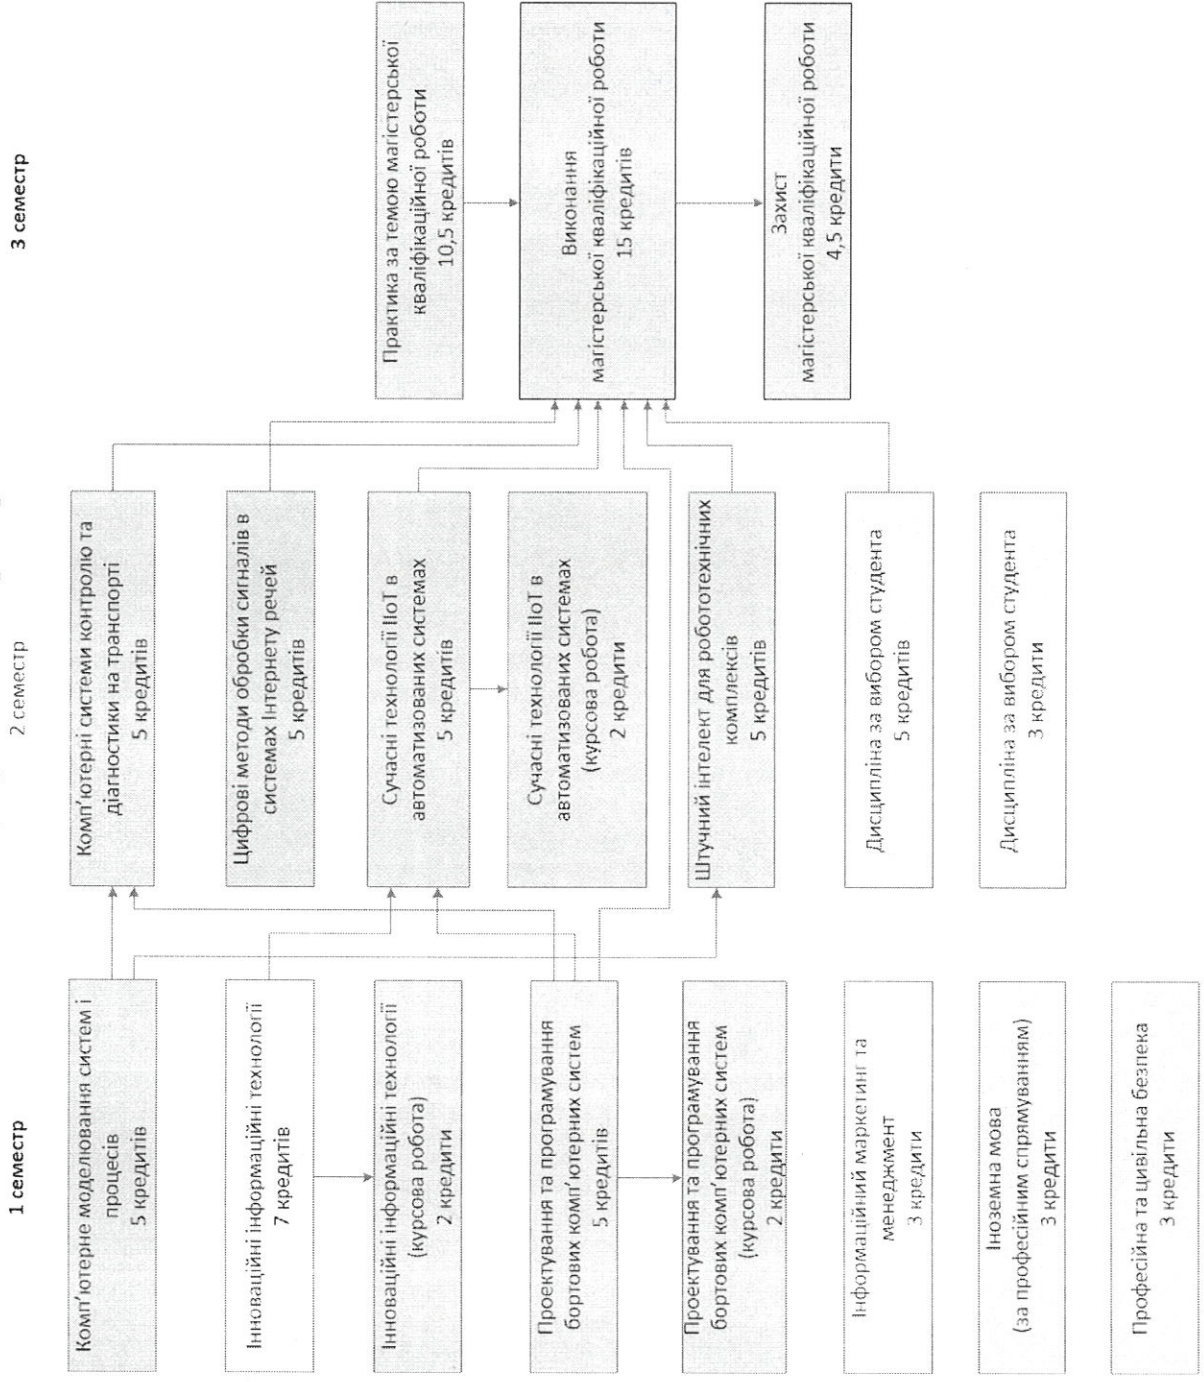 1 семестр
Комп'ютерне моделювання систем і
процесів
5 кредитів
Інноваційні інформаційні технології
7 кредитів
Інноваційні інформаційні технології
(курсова робота)
2 кредити
Проектування та програмування
бортових комп'ютерних систем
5 кредитів
Проектування та програмування
бортових комп'ютерних систем
(курсова робота)
2 кредити
Інформаційний маркетинг та
менеджмент
3 кредити
Іноземна мова
(за професійним спрямуванням)
3 кредити
Професійна та цивільна безпека
3 кредити
2 семестр
Комп'ютерні системи контролю та
діагностики на транспорті
5 кредитів
Цифрові методи обробки сигналів в
системах Інтернету речей
5 кредитів
Сучасні технології ІІоТ в
автоматизованих системах
5 кредитів
Сучасні технології ІІоТ в
автоматизованих системах
(курсова робота)
2 кредити
Штучний інтелект для робототехнічних
комплексів
5 кредитів
Дисципліна за вибором студента
5 кредитів
Дисципліна за вибором студента
3 кредити
3 семестр
Практика за темою магістерської
кваліфікаційної роботи
10,5 кредитів
Виконання
магістерської кваліфікаційної роботи
15 кредитів
Захист
магістерської кваліфікаційної роботи
4,5 кредити